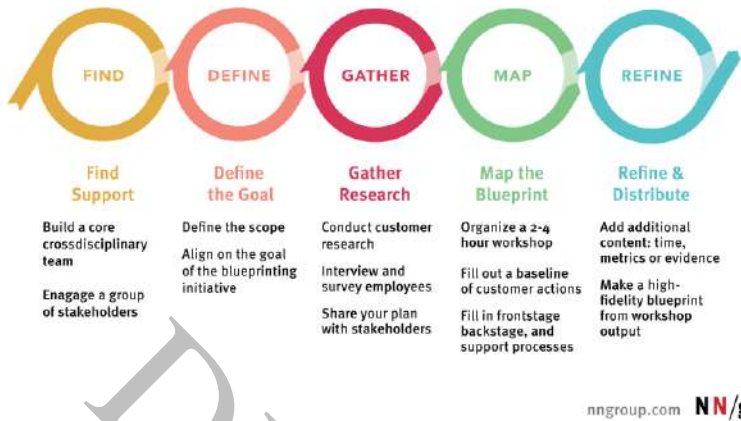 FIND
DEFINE
GATHER
MAP
REFINE
Find
Support
Build a core
crossdisciplinary
team
Enagage a group
of stakeholders
Define
the Goal
Define the scope
Align on the goal
of the blueprinting
initiative
Gather
Research
Conduct customer
research
Interview and
survey employees
Share your plan
with stakeholders
Map the
Blueprint
Organize a 2-4
hour workshop
Fill out a baseline
of customer actions
Fill in frontstage
backstage, and
support processes
Refine &
Distribute
Add additional
content: time,
metrics or evidence
Make a high-
fidelity blueprint
from workshop
output
nngroup.com NN/g